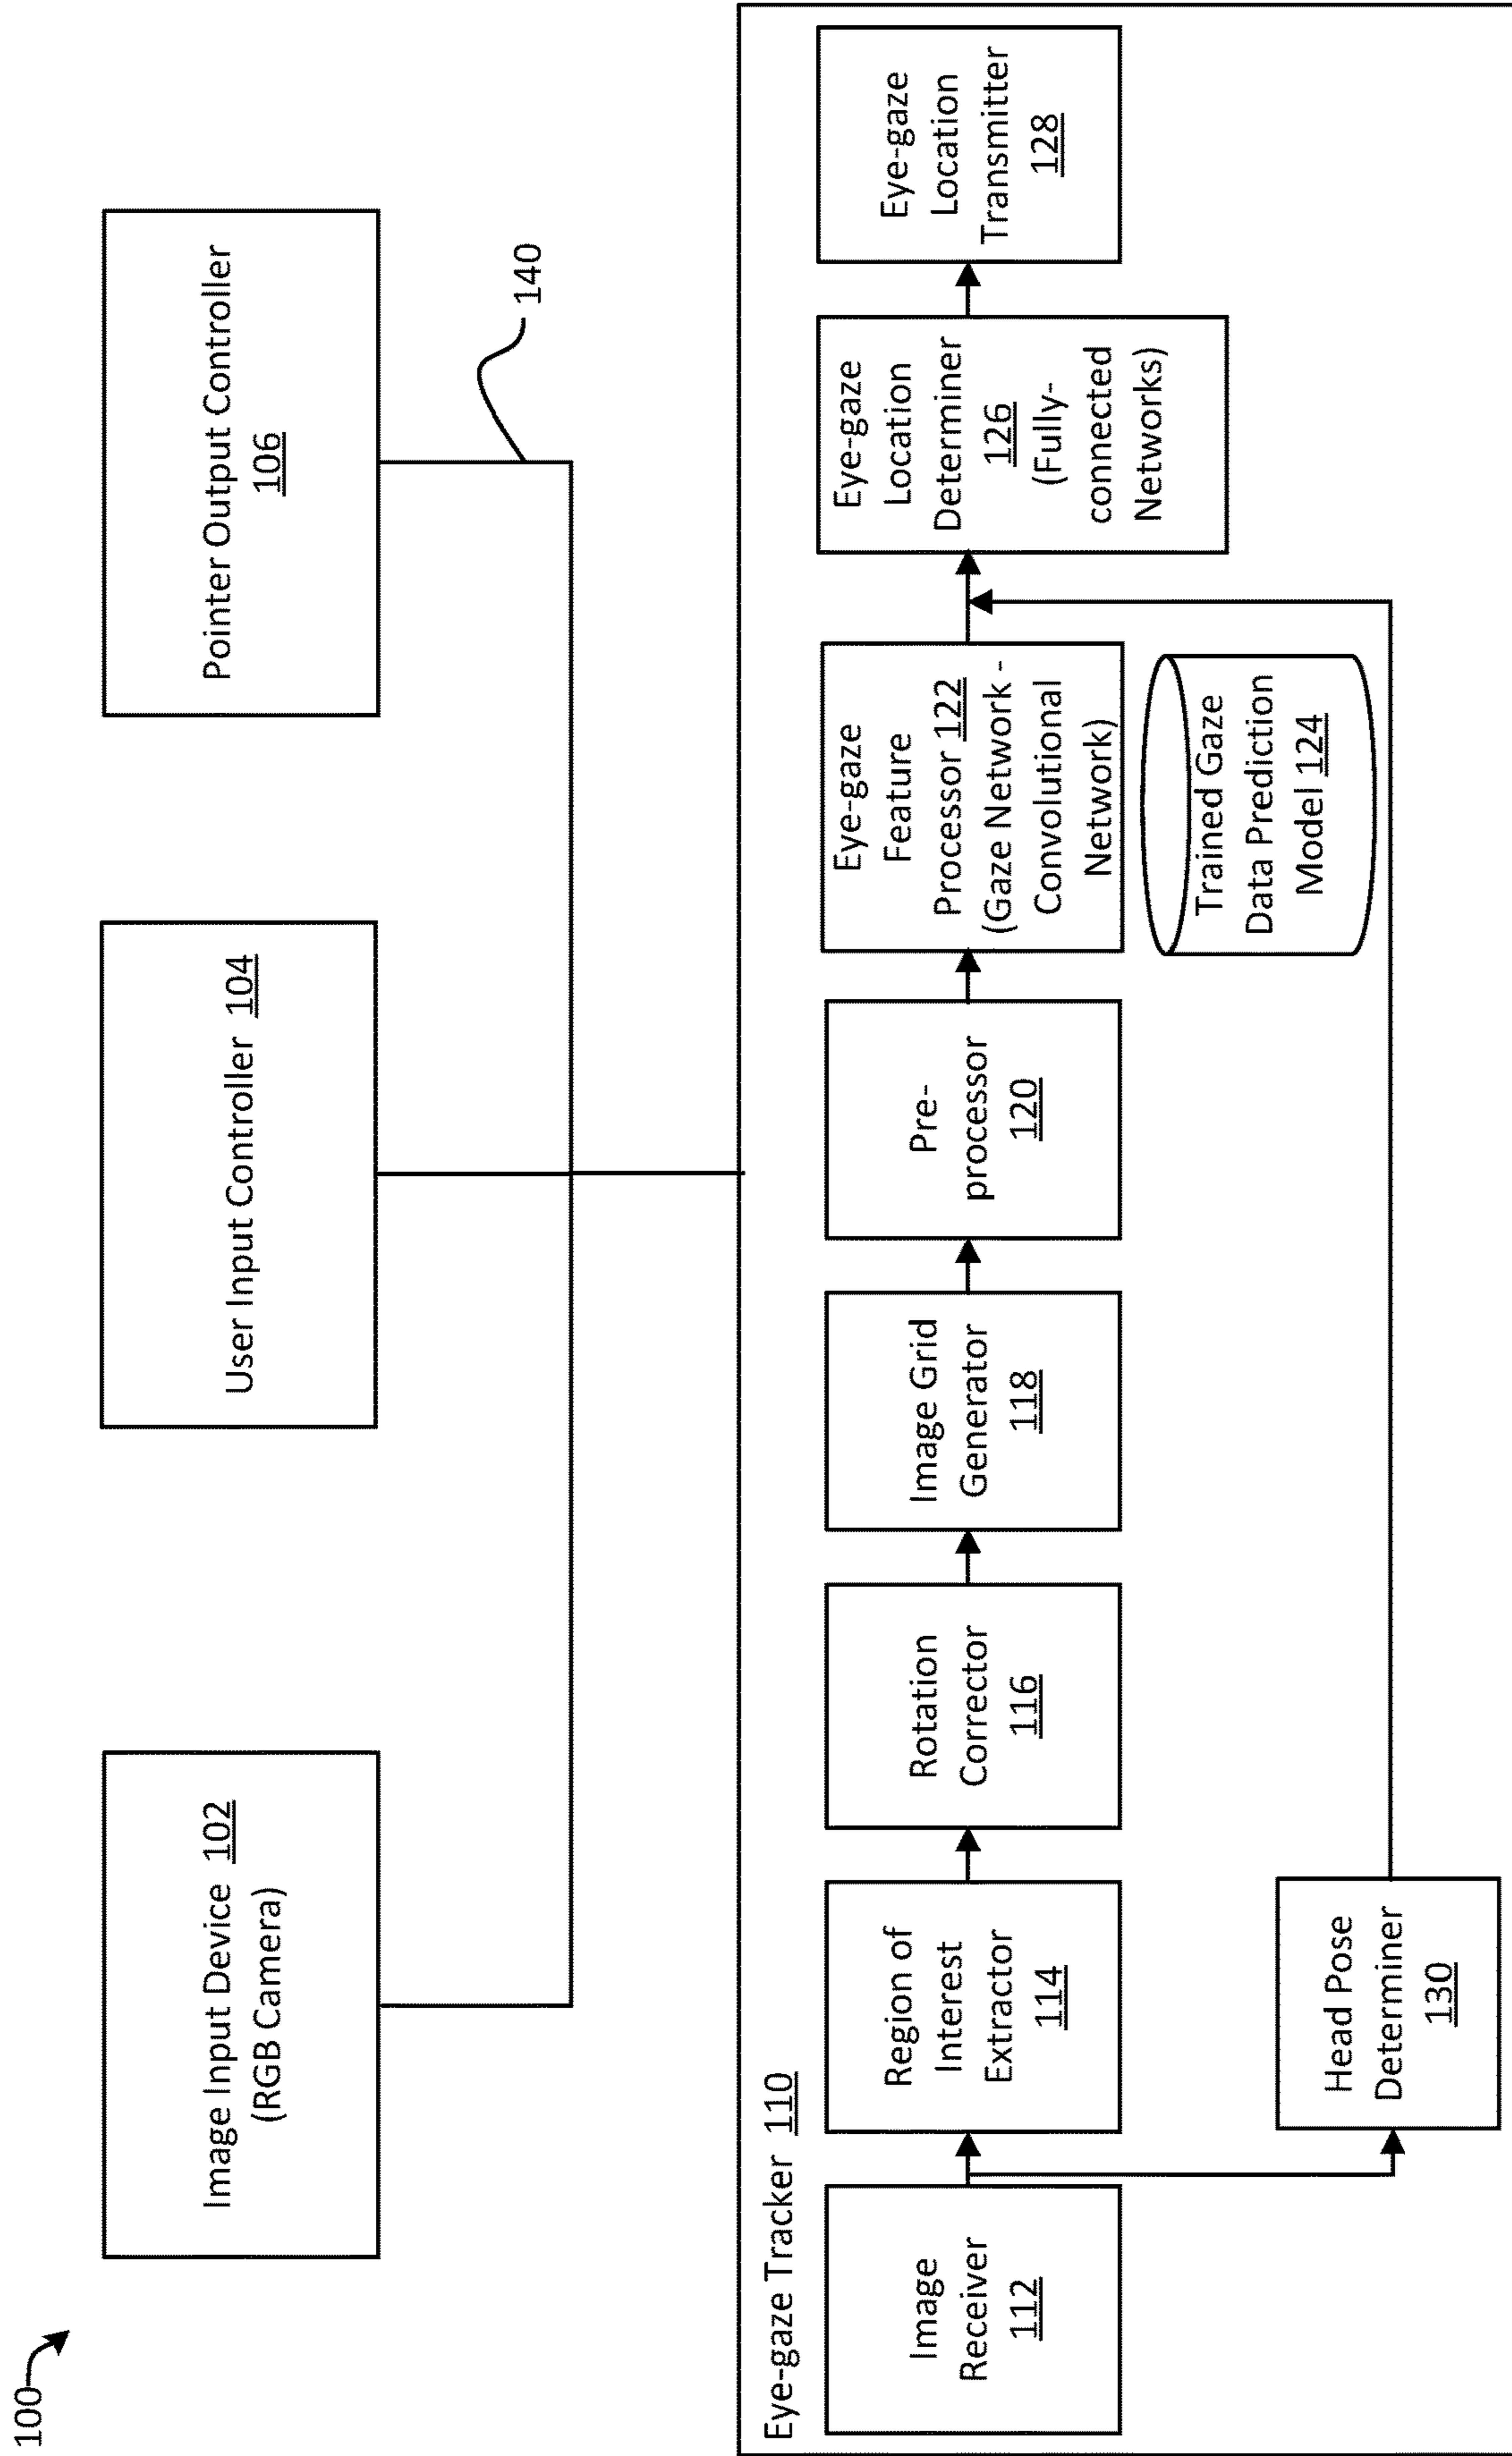 100
Image Input Device 102
(RGB Camera)
User Input Controller 104
Pointer Output Controller
106
140
Eye-gaze Tracker 110
Image
Receiver
112
Region of
Interest
Extractor
114
Rotation
Corrector
116
Image Grid
Generator
118
Pre-
processor
120
Eye-gaze
Feature
Processor 122
(Gaze Network -
Convolutional
Network)
Trained Gaze
Data Prediction
Model 124
Eye-gaze
Location
Determiner
126
(Fully-
connected
Networks)
Eye-gaze
Location
Transmitter
128
Head Pose
Determiner
130